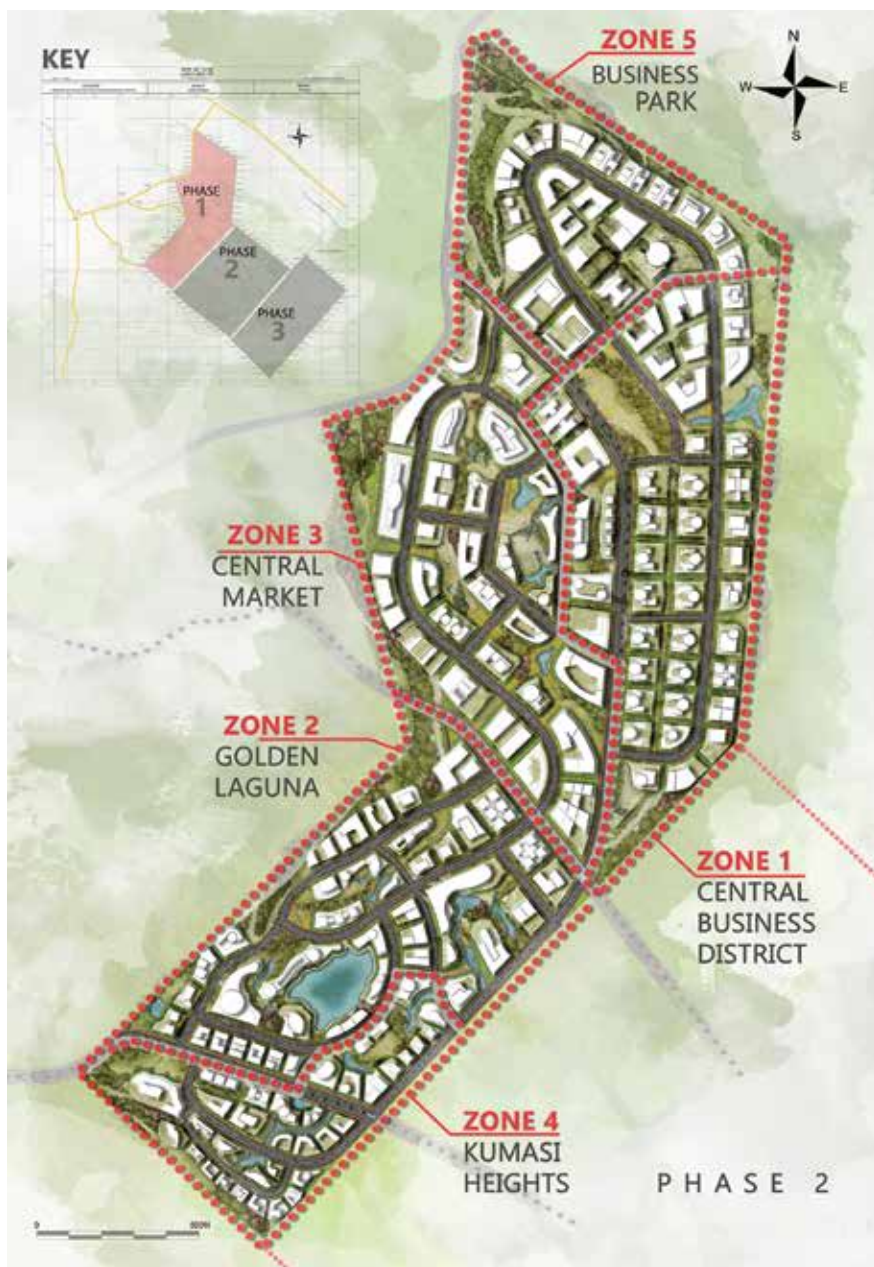 KEY
PHASE
1
PHASE
2
PHASE
3
ZONE 5
BUSINESS
PARK
N
W
E
S
ZONE 3
CENTRAL
MARKET
ZONE 2
GOLDEN
LAGUNA
ZONE 1
CENTRAL
BUSINESS
DISTRICT
ZONE 4
KUMASI
HEIGHTS
PHASE 2
0